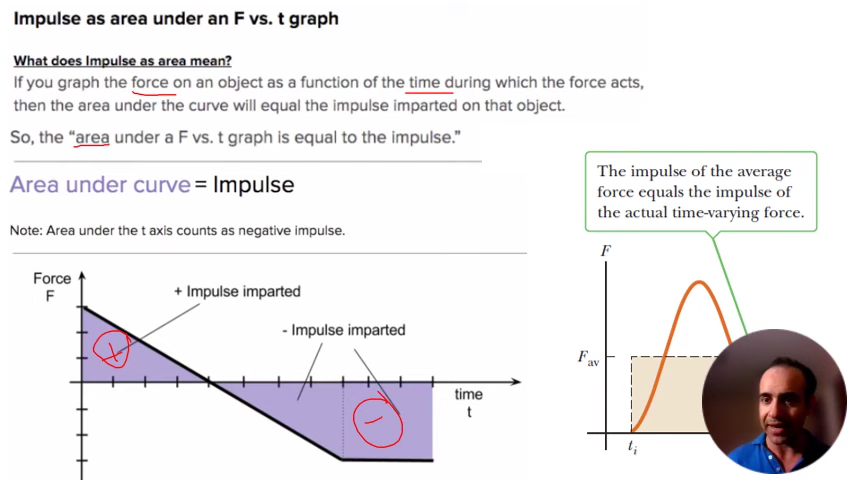 Impulse as area under an F vs. t graph
What does Impulse as area mean?
If you graph the force on an object as a function of the time during which the force acts,
then the area under the curve will equal the impulse imparted on that object.
So, the “area under a F vs. t graph is equal to the impulse.”
Area under curve = Impulse
Note: Area under the t axis counts as negative impulse.
Force
F
+ Impulse imparted
- Impulse imparted
+
−
time
t
The impulse of the average
force equals the impulse of
the actual time-varying force.
F
Fav
ti